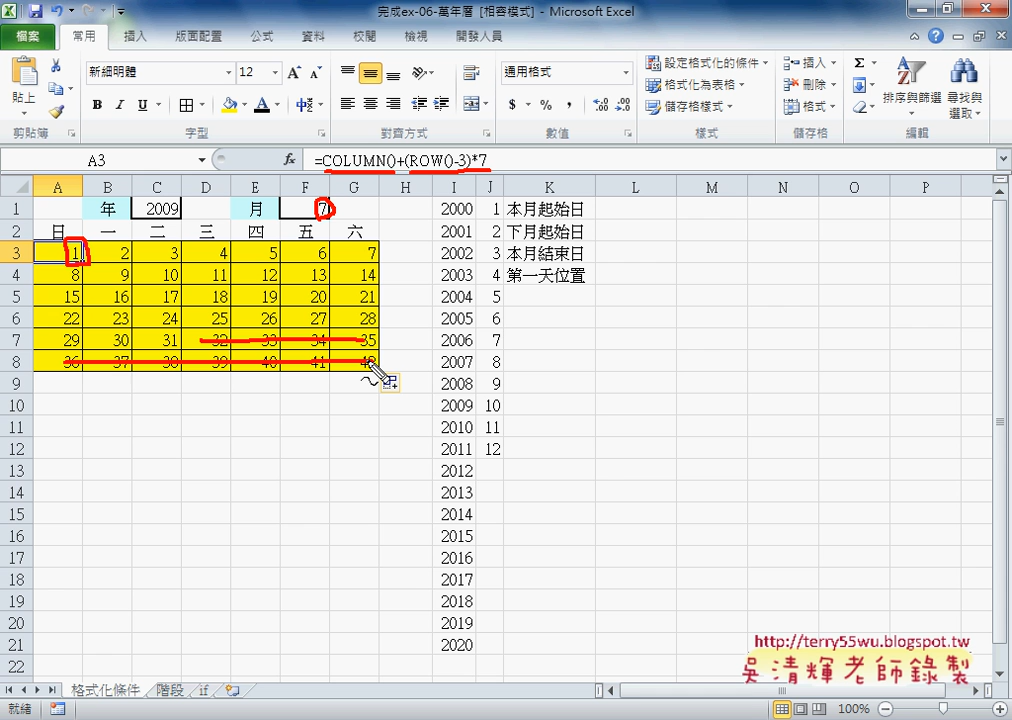 完成ex-06-萬年曆 [相容模式] - Microsoft Excel
檔案 常用 插入 版面配置 公式 資料 校閱 檢視 開發人員
貼上 新細明體 12 A A 通用格式 設定格式化的條件 插入 Σ
格式化為表格 刪除 排序與篩選 尋找與選取
B I U A 中 $ % , 儲存格樣式 格式
剪貼簿 字型 對齊方式 數值 樣式 儲存格 編輯
A3 fx =COLUMN()+(ROW()-3)*7
A B C D E F G H I J K L M N O P
1 年 2009 月 7 2000 1 本月起始日
2 日 一 二 三 四 五 六 2001 2 下月起始日
3 1 2 3 4 5 6 7 2002 3 本月結束日
4 8 9 10 11 12 13 14 2003 4 第一天位置
5 15 16 17 18 19 20 21 2004 5
6 22 23 24 25 26 27 28 2005 6
7 29 30 31 32 33 34 35 2006 7
8 36 37 38 39 40 41 42 2007 8
9 2008 9
10 2009 10
11 2010 11
12 2011 12
13 2012
14 2013
15 2014
16 2015
17 2016
18 2017
19 2018
20 2019
21 2020
22
http://terry55wu.blogspot.tw
吳清輝老師錄製
格式化條件 階段 if
就緒 100%